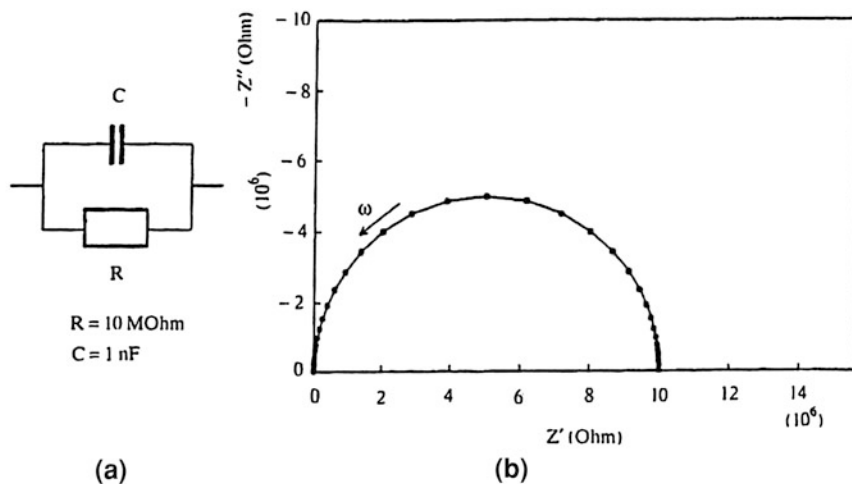 C
R
R = 10 MOhm
C = 1 nF
(a)
- Z" (Ohm)
(10⁶)
- 10
- 8
- 6
- 4
- 2
0
ω
0 2 4 6 8 10 12 14
(10⁶)
Z' (Ohm)
(b)